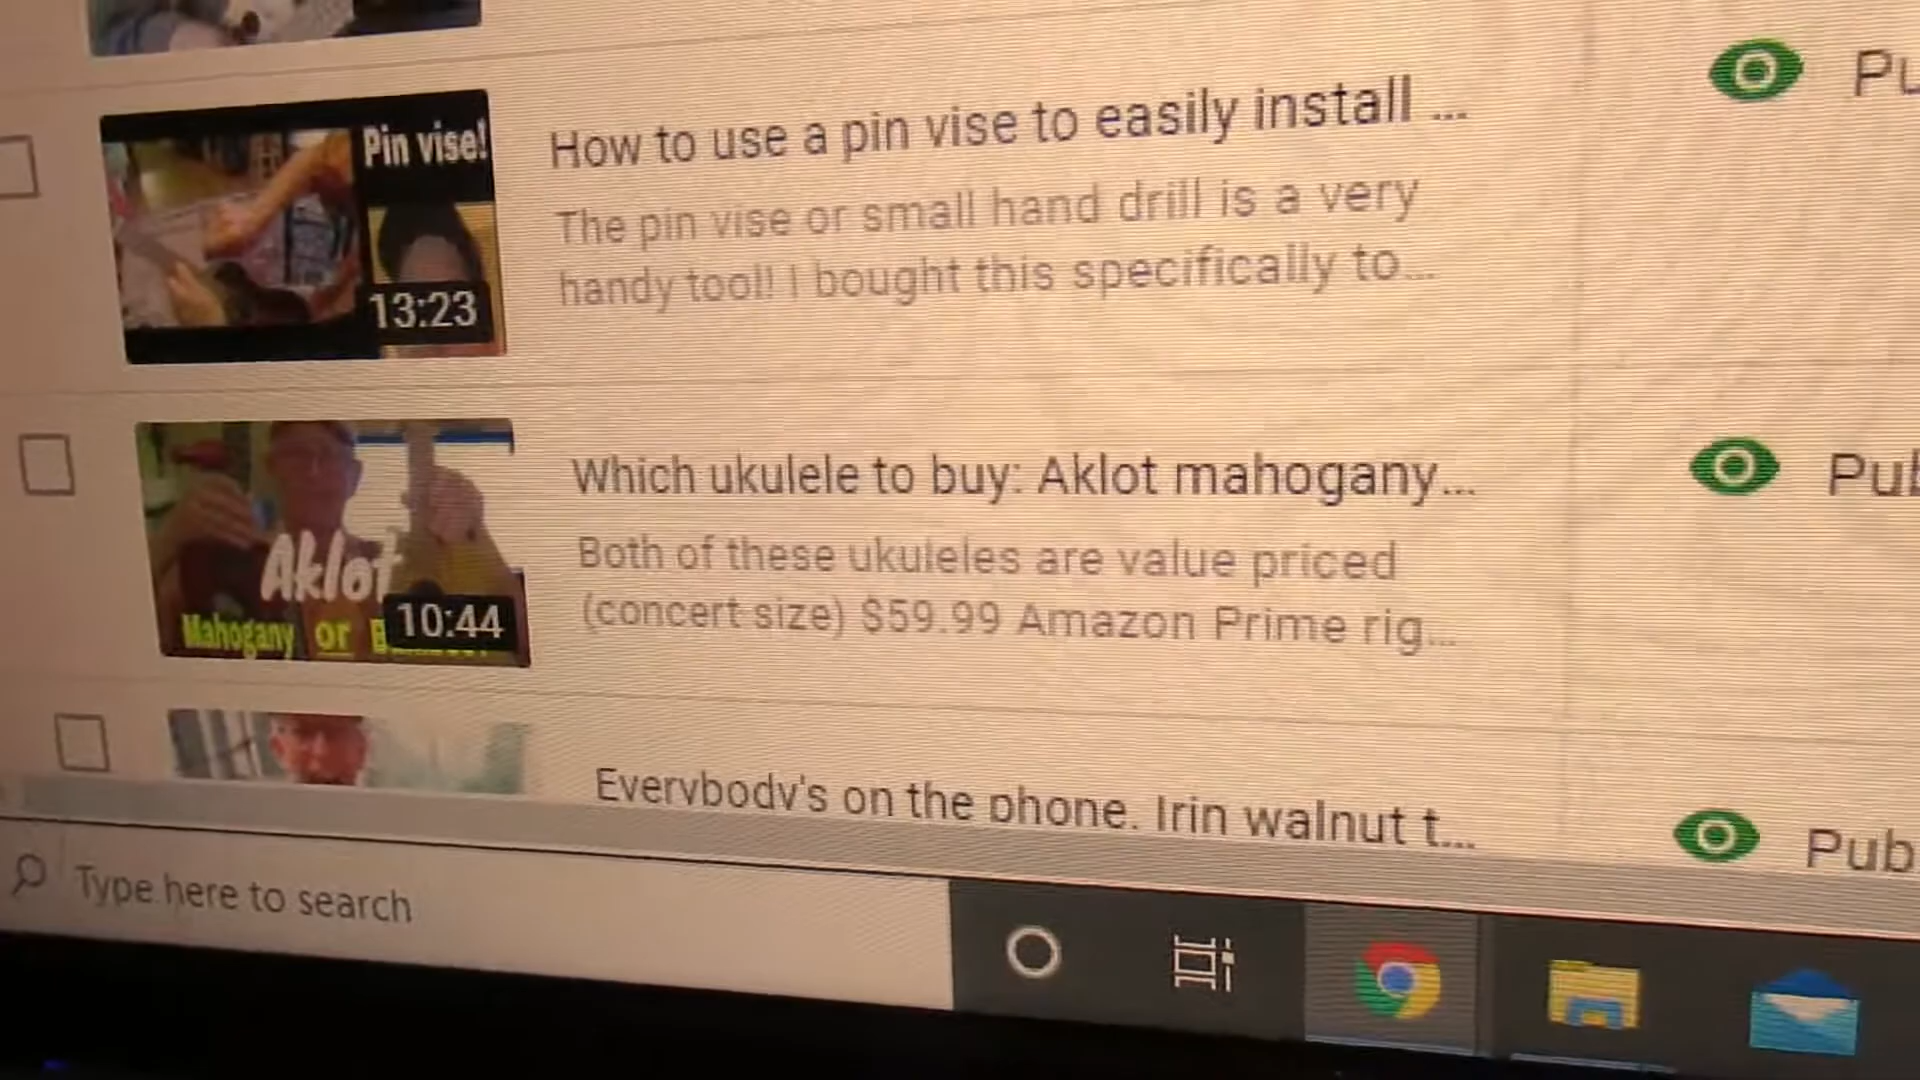 Pu
Pin vise!
13:23
How to use a pin vise to easily install ...
The pin vise or small hand drill is a very
handy tool! I bought this specifically to...
Aklot
Mahogany or B
10:44
Which ukulele to buy: Aklot mahogany...
Both of these ukuleles are value priced
(concert size) $59.99 Amazon Prime rig...
Pub
Everybody's on the phone. Irin walnut t...
Pub
Type here to search